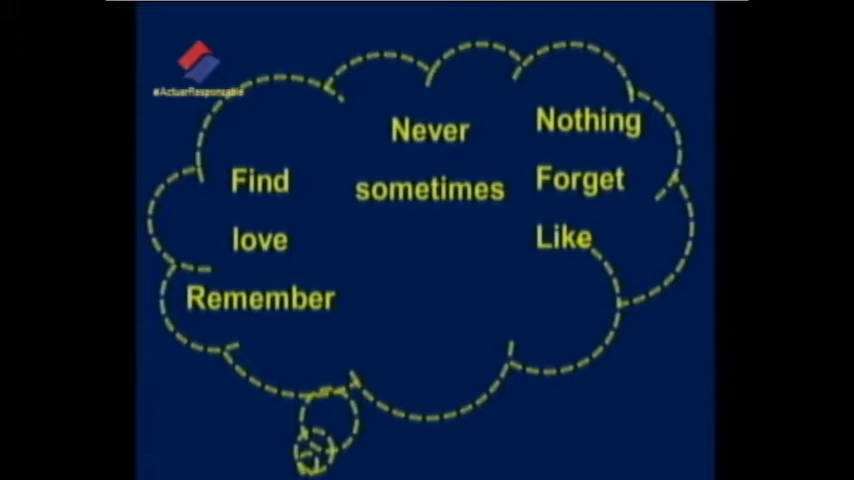 #ActuarResponsable
Never
sometimes
Nothing
Forget
Like
Find
love
Remember